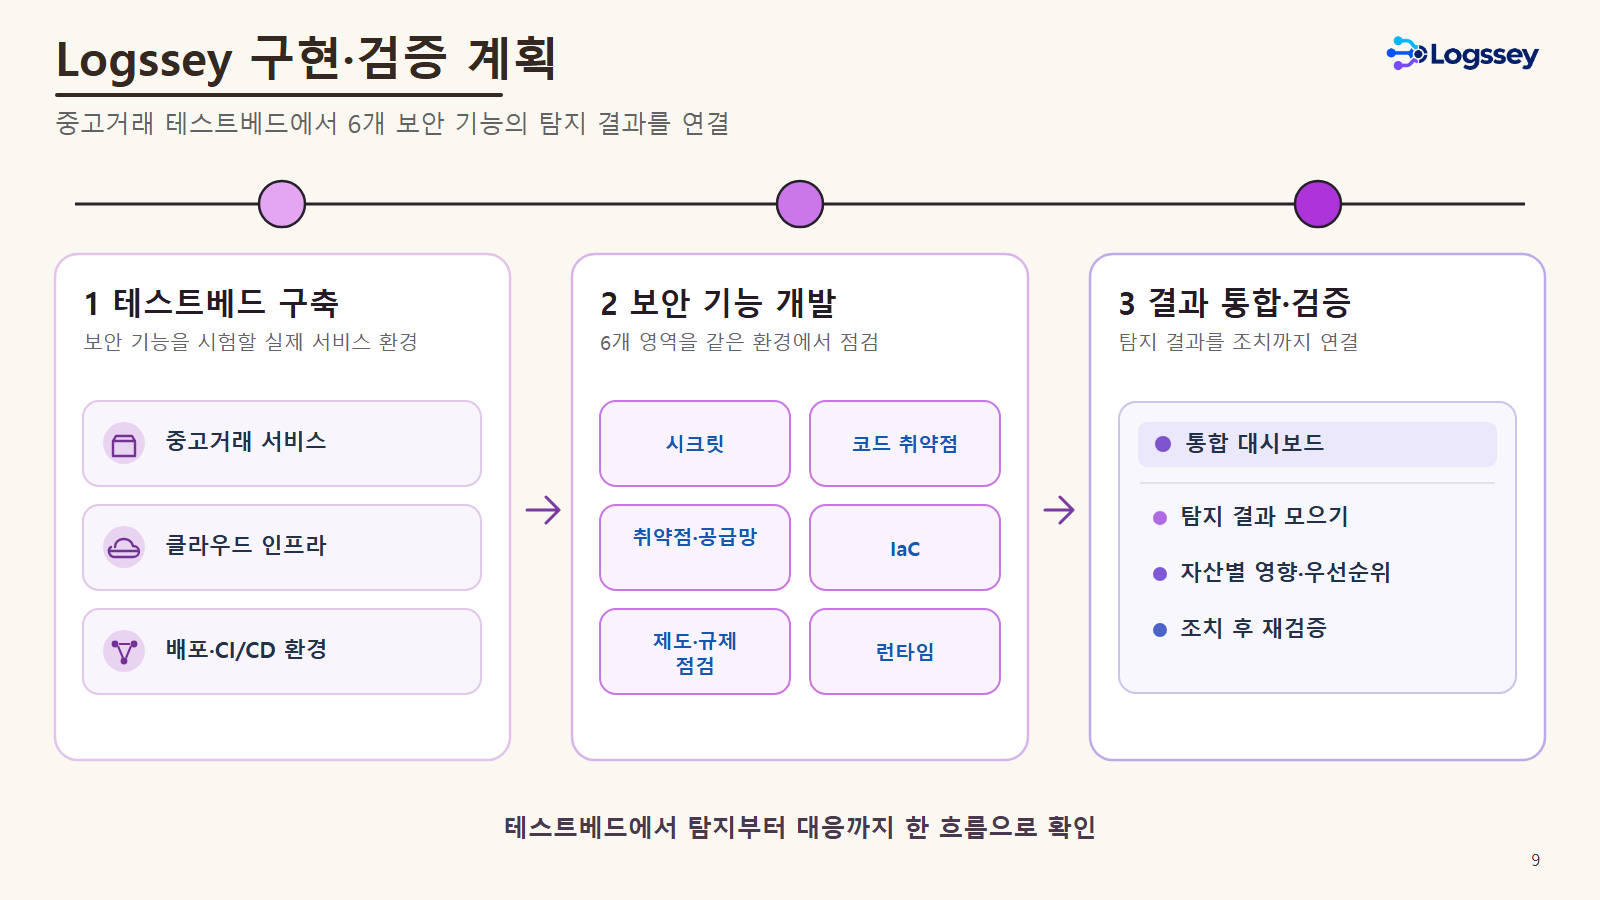 Logssey 구현·검증 계획
Logssey
중고거래 테스트베드에서 6개 보안 기능의 탐지 결과를 연결
1 테스트베드 구축
보안 기능을 시험할 실제 서비스 환경
중고거래 서비스
클라우드 인프라
배포·CI/CD 환경
2 보안 기능 개발
6개 영역을 같은 환경에서 점검
시크릿
코드 취약점
취약점·공급망
IaC
제도·규제
점검
런타임
3 결과 통합·검증
탐지 결과를 조치까지 연결
통합 대시보드
탐지 결과 모으기
자산별 영향·우선순위
조치 후 재검증
테스트베드에서 탐지부터 대응까지 한 흐름으로 확인
9